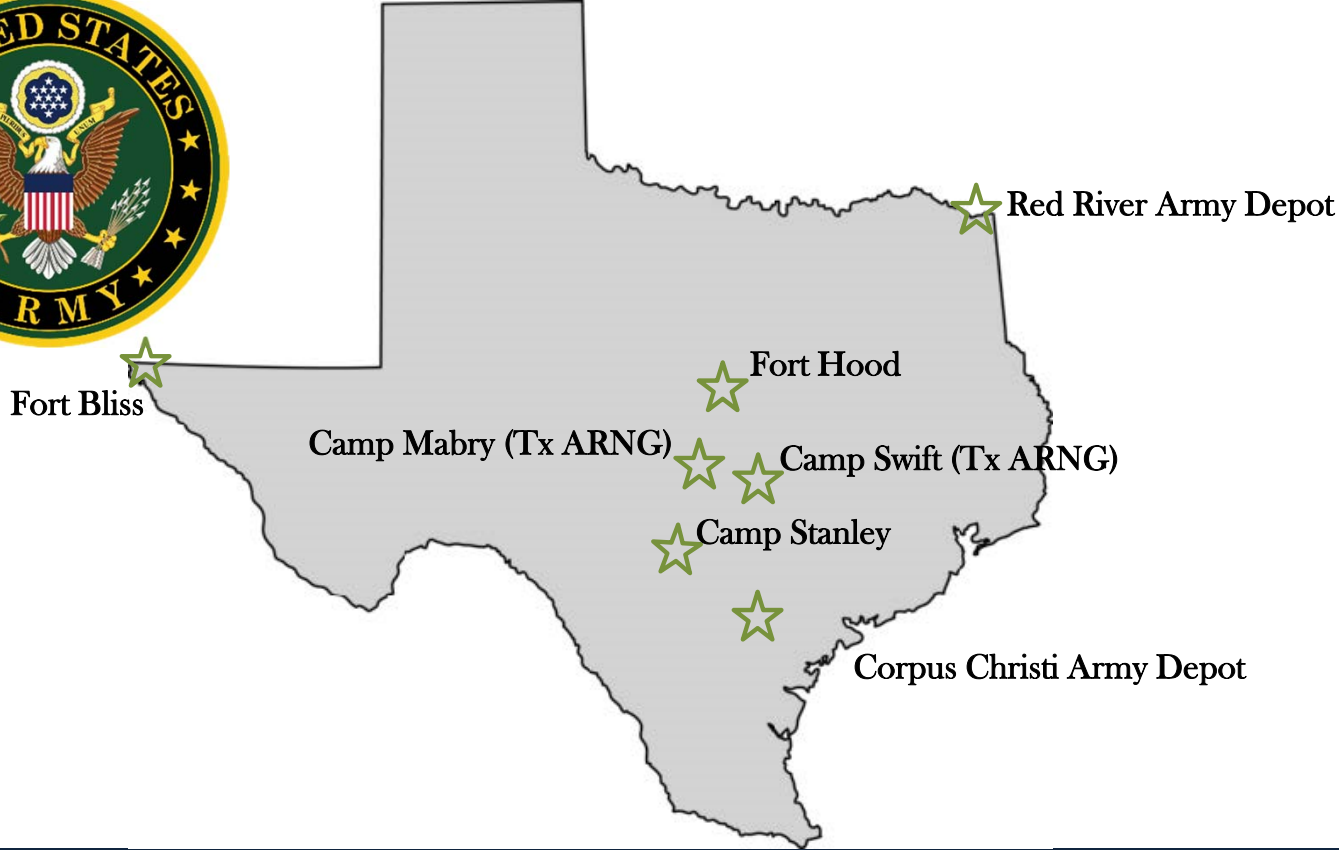 ED STATES
RMY
Red River Army Depot
Fort Hood
Fort Bliss
Camp Mabry (Tx ARNG)
Camp Swift (Tx ARNG)
Camp Stanley
Corpus Christi Army Depot